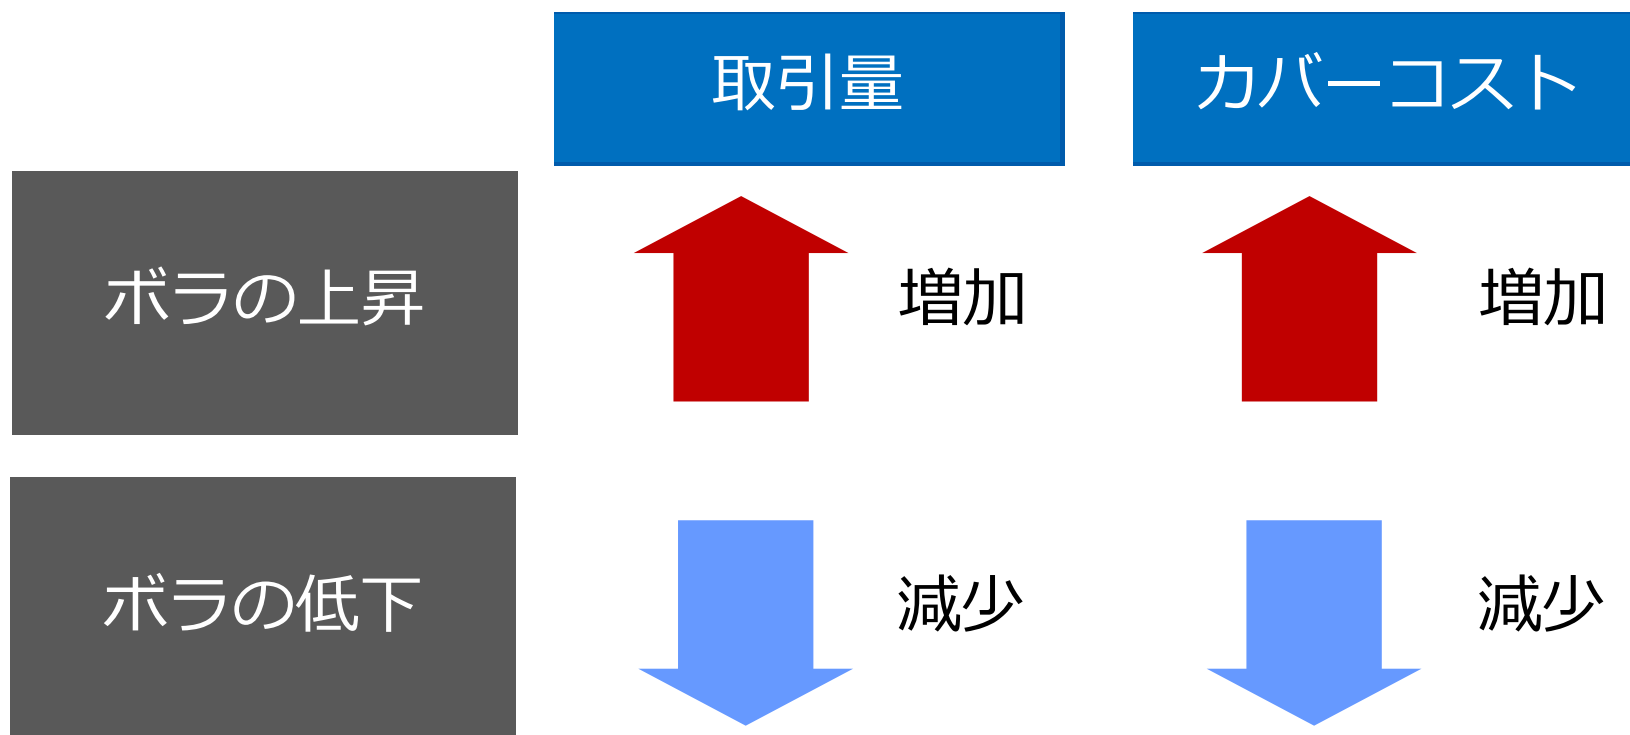 取引量
カバーコスト
ボラの上昇
増加
増加
ボラの低下
減少
減少